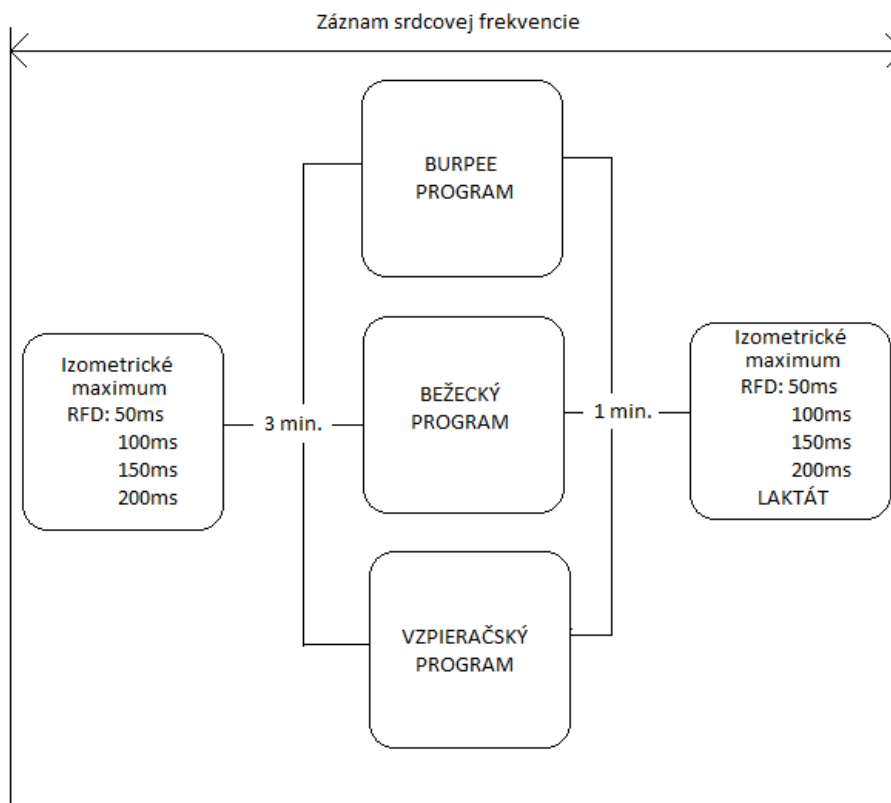 Záznam srdcovej frekvencie
BURPEE
PROGRAM
Izometrické
maximum
RFD: 50ms
100ms
150ms
200ms
3 min.
BEŽECKÝ
PROGRAM
1 min.
Izometrické
maximum
RFD: 50ms
100ms
150ms
200ms
LAKTÁT
VZPIERAČSKÝ
PROGRAM